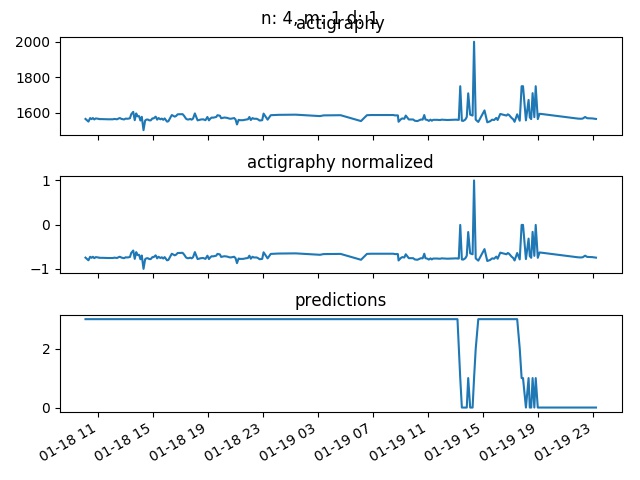 n: 4, m: 1 d: 1
actigraphy
2000
1800
1600
actigraphy normalized
1
0
−1
predictions
2
0
01-18 11 01-18 15 01-18 19 01-18 23 01-19 03 01-19 07 01-19 11 01-19 15 01-19 19 01-19 23